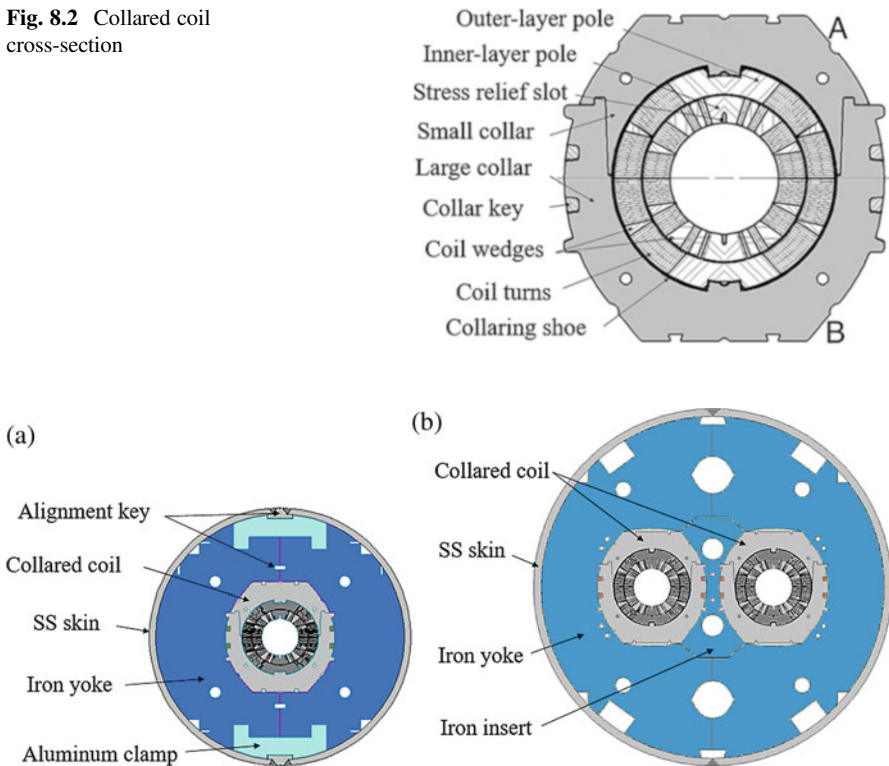 Fig. 8.2 Collared coil
cross-section
Outer-layer pole
Inner-layer pole
Stress relief slot
Small collar
Large collar
Collar key
Coil wedges
Coil turns
Collaring shoe
A
B
(a)
Alignment key
Collared coil
SS skin
Iron yoke
Aluminum clamp
(b)
Collared coil
SS skin
Iron yoke
Iron insert